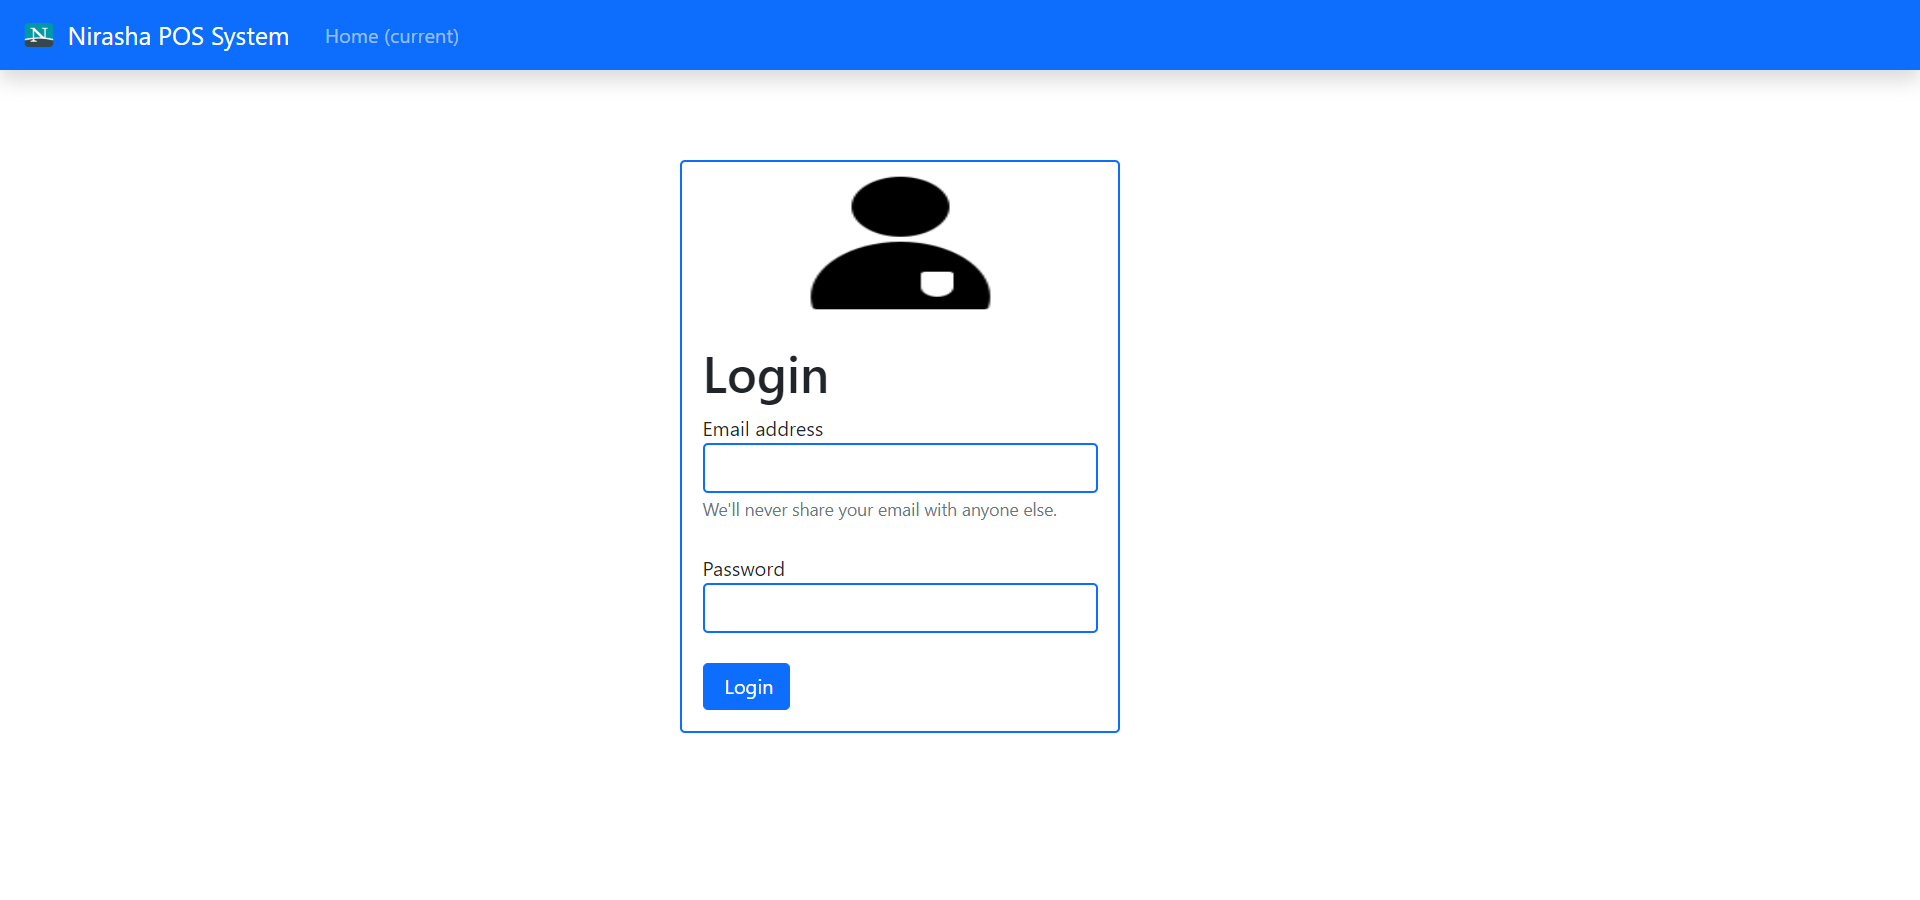 N Nirasha POS System Home (current)
Login
Email address
We'll never share your email with anyone else.
Password
Login